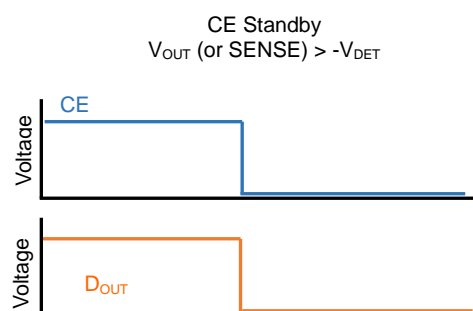 CE Standby
VOUT (or SENSE) > -VDET
CE
Voltage
DOUT
Voltage